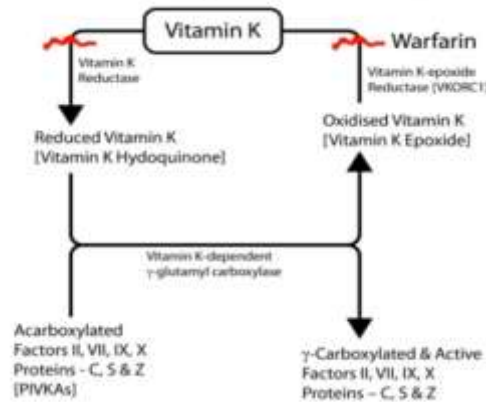 Vitamin K
Warfarin
Vitamin K
Reductase
Vitamin K-epoxide
Reductase [VKORC1]
Reduced Vitamin K
[Vitamin K Hydoquinone]
Oxidised Vitamin K
[Vitamin K Epoxide]
Vitamin K-dependent
γ-glutamyl carboxylase
Acarboxylated
Factors II, VII, IX, X
Proteins - C, S & Z
[PIVKAs]
γ-Carboxylated & Active
Factors II, VII, IX, X
Proteins – C, S & Z